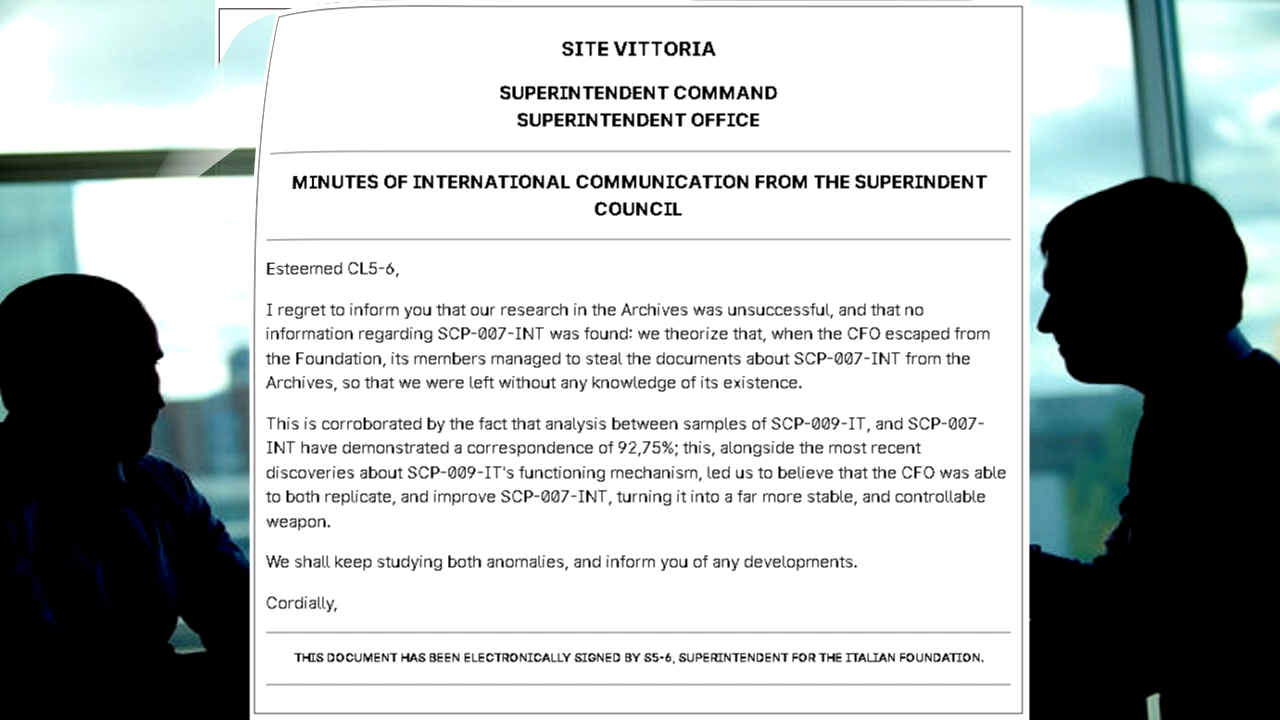 SITE VITTORIA
SUPERINTENDENT COMMAND
SUPERINTENDENT OFFICE
MINUTES OF INTERNATIONAL COMMUNICATION FROM THE SUPERINDENT
COUNCIL
Esteemed CL5-6,
I regret to inform you that our research in the Archives was unsuccessful, and that no
information regarding SCP-007-INT was found: we theorize that, when the CFO escaped from
the Foundation, its members managed to steal the documents about SCP-007-INT from the
Archives, so that we were left without any knowledge of its existence.
This is corroborated by the fact that analysis between samples of SCP-009-IT, and SCP-007-
INT have demonstrated a correspondence of 92,75%; this, alongside the most recent
discoveries about SCP-009-IT's functioning mechanism, led us to believe that the CFO was able
to both replicate, and improve SCP-007-INT, turning it into a far more stable, and controllable
weapon.
We shall keep studying both anomalies, and inform you of any developments.
Cordially,
THIS DOCUMENT HAS BEEN ELECTRONICALLY SIGNED BY S5-6, SUPERINTENDENT FOR THE ITALIAN FOUNDATION.